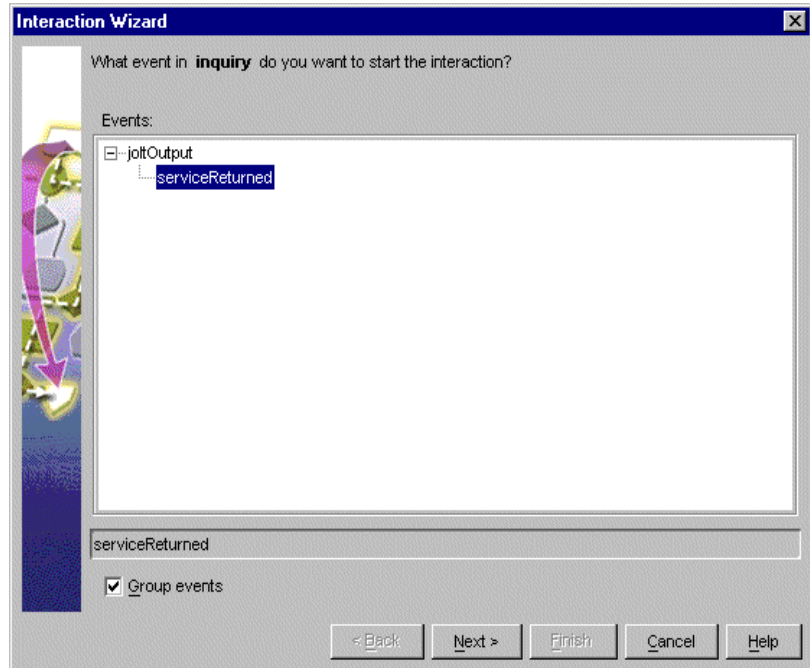 Interaction Wizard
What event in inquiry do you want to start the interaction?
Events:
joltOutput
serviceReturned
serviceReturned
Group events
< Back Next > Finish Cancel Help